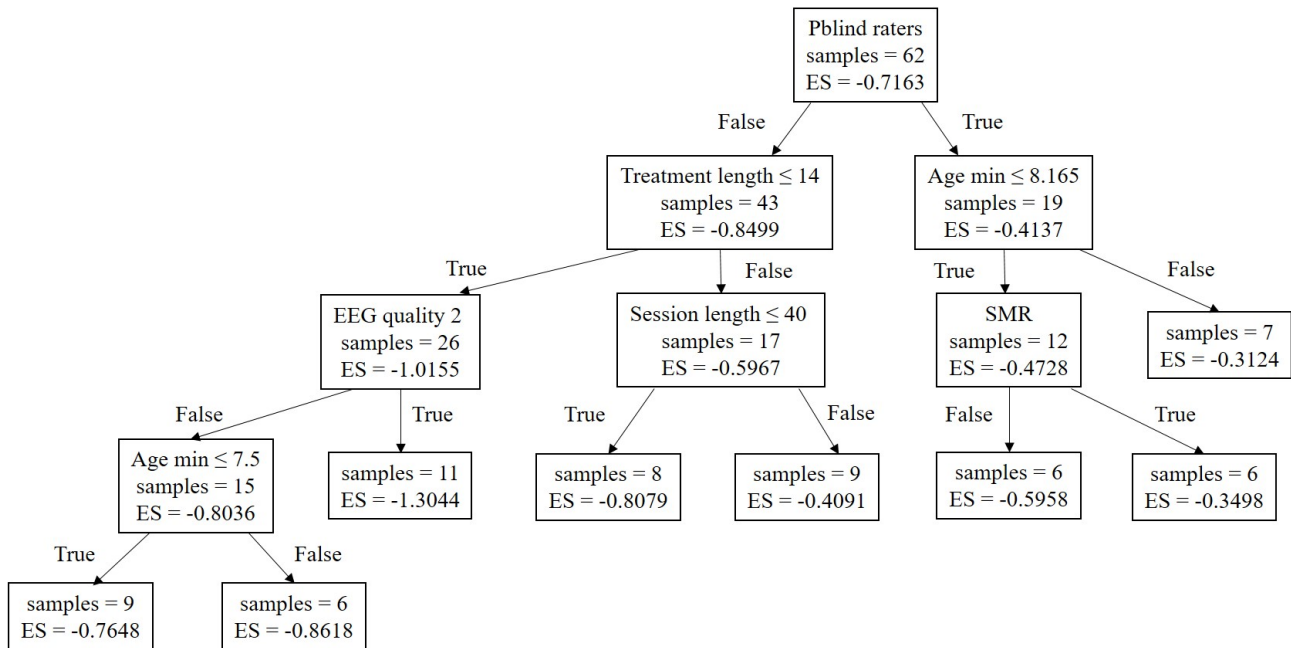 Pblind raters
samples = 62
ES = -0.7163
False
True
Treatment length ≤ 14
samples = 43
ES = -0.8499
Age min ≤ 8.165
samples = 19
ES = -0.4137
True
False
True
False
EEG quality 2
samples = 26
ES = -1.0155
Session length ≤ 40
samples = 17
ES = -0.5967
SMR
samples = 12
ES = -0.4728
samples = 7
ES = -0.3124
False
True
True
False
False
True
Age min ≤ 7.5
samples = 15
ES = -0.8036
samples = 11
ES = -1.3044
samples = 8
ES = -0.8079
samples = 9
ES = -0.4091
samples = 6
ES = -0.5958
samples = 6
ES = -0.3498
True
False
samples = 9
ES = -0.7648
samples = 6
ES = -0.8618